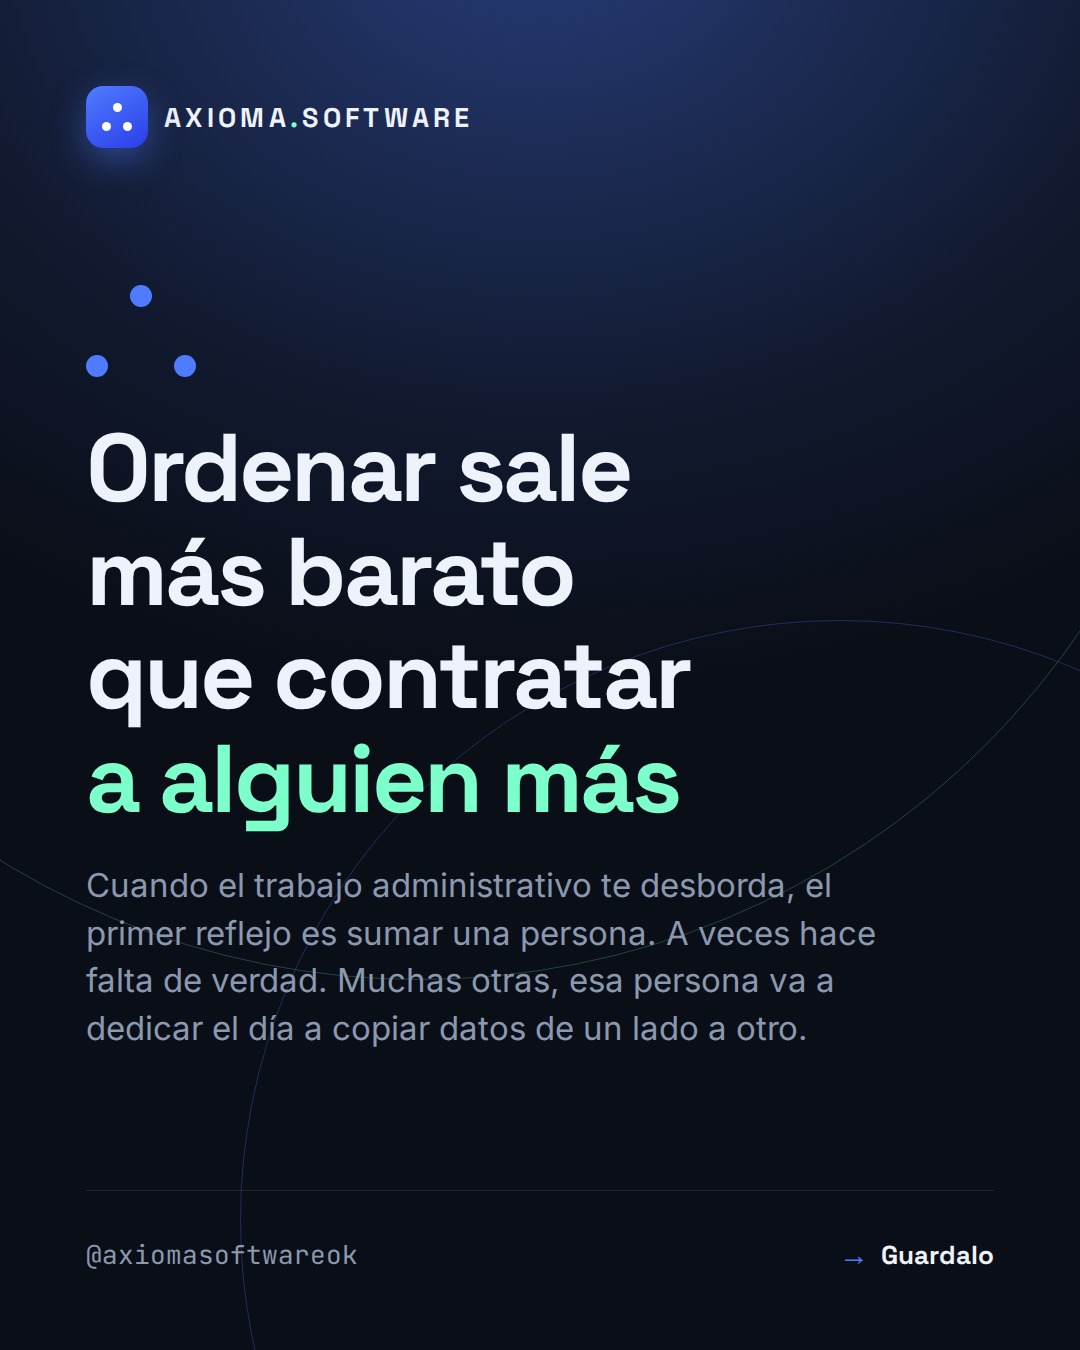 AXIOMA.SOFTWARE
Ordenar sale
más barato
que contratar
a alguien más
Cuando el trabajo administrativo te desborda, el
primer reflejo es sumar una persona. A veces hace
falta de verdad. Muchas otras, esa persona va a
dedicar el día a copiar datos de un lado a otro.
@axiomasoftwareok
→ Guardalo